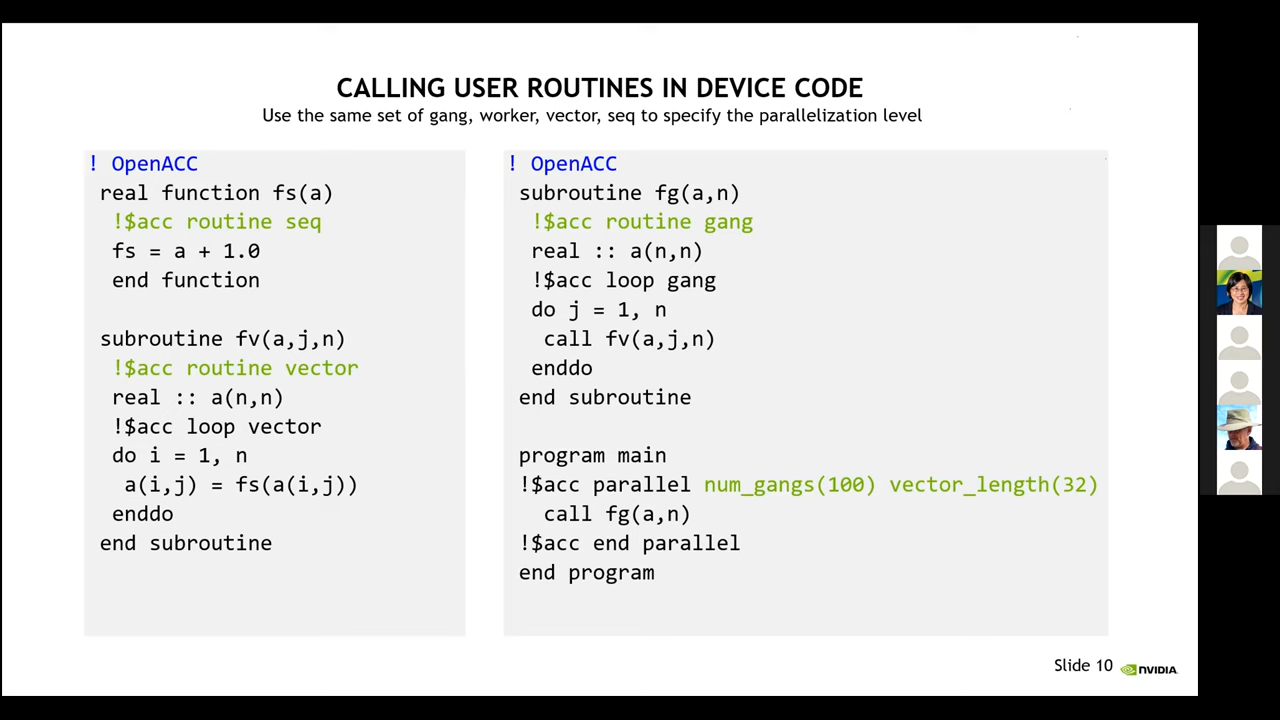 CALLING USER ROUTINES IN DEVICE CODE
Use the same set of gang, worker, vector, seq to specify the parallelization level
! OpenACC
real function fs(a)
!$acc routine seq
fs = a + 1.0
end function
subroutine fv(a,j,n)
!$acc routine vector
real :: a(n,n)
!$acc loop vector
do i = 1, n
a(i,j) = fs(a(i,j))
enddo
end subroutine
! OpenACC
subroutine fg(a,n)
!$acc routine gang
real :: a(n,n)
!$acc loop gang
do j = 1, n
call fv(a,j,n)
enddo
end subroutine
program main
!$acc parallel num_gangs(100) vector_length(32)
call fg(a,n)
!$acc end parallel
end program
Slide 10
NVIDIA.